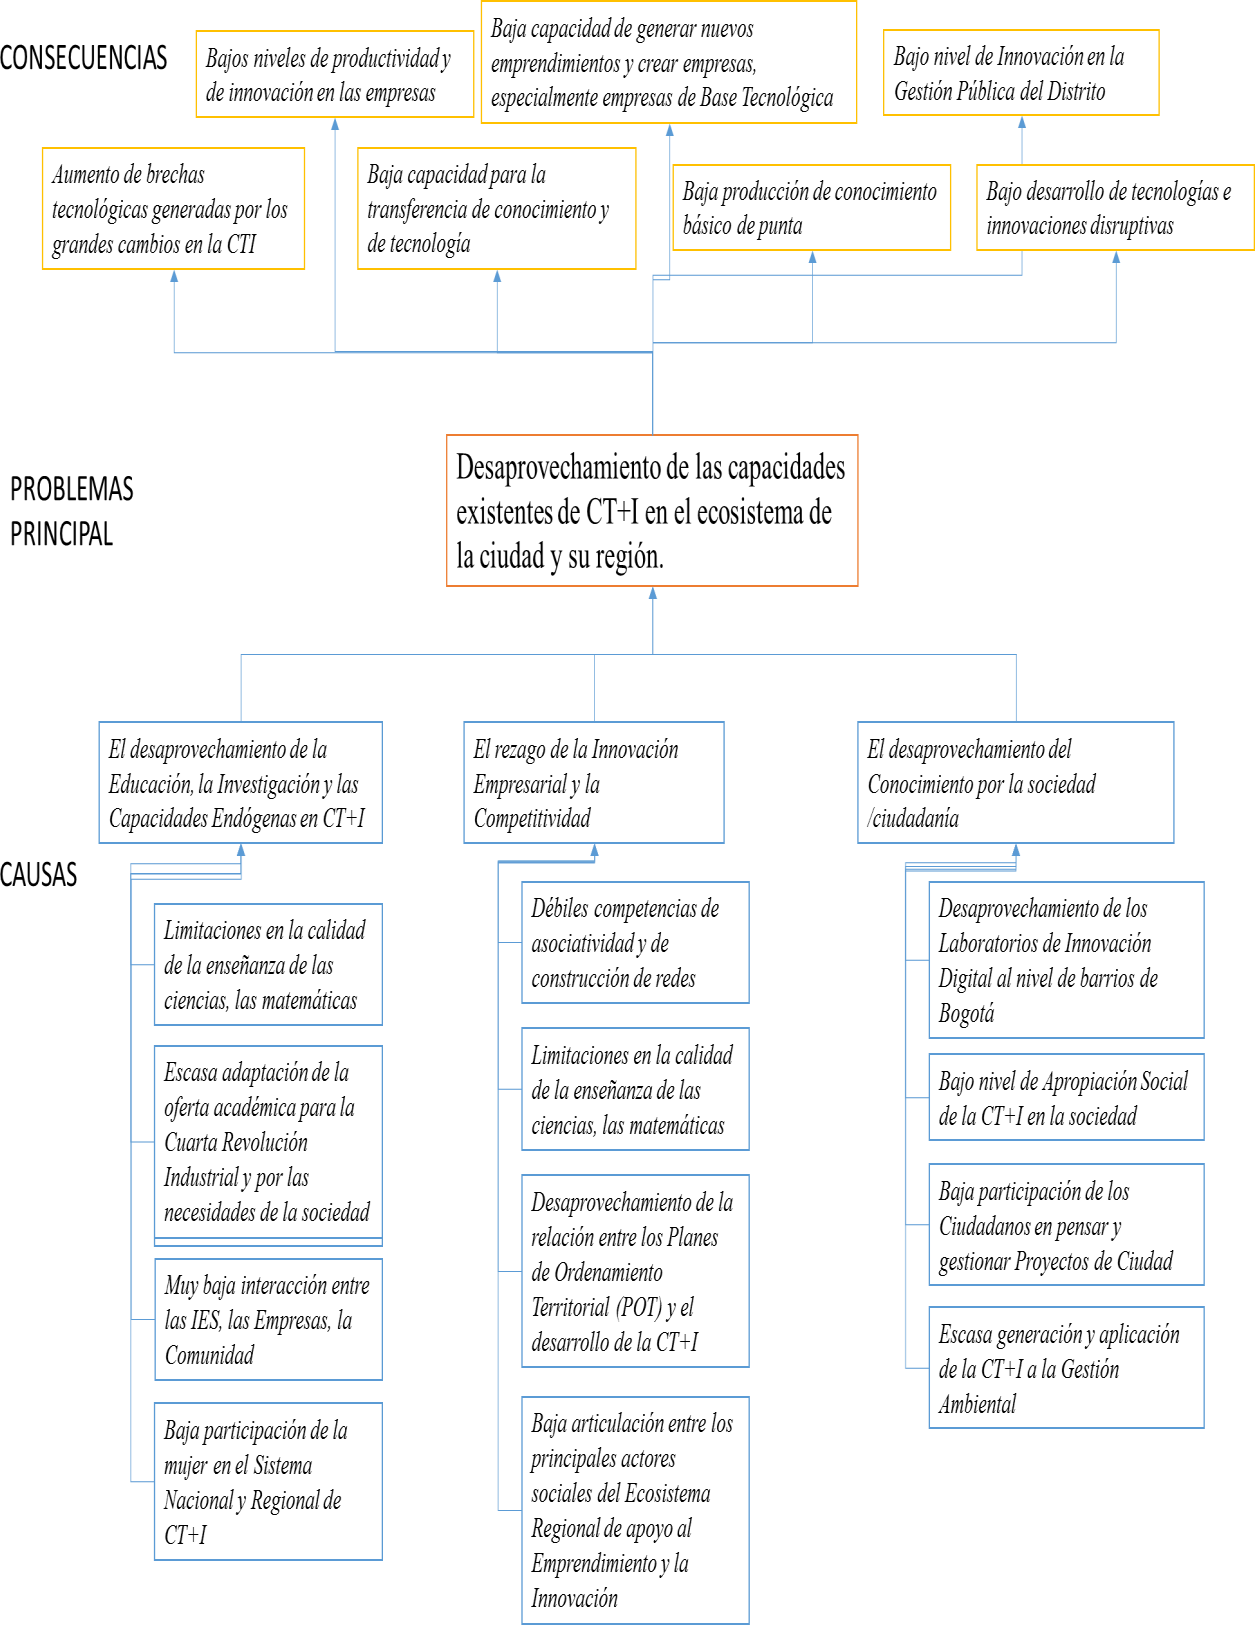 CONSECUENCIAS
Bajos niveles de productividad y
de innovación en las empresas
Baja capacidad de generar nuevos
emprendimientos y crear empresas,
especialmente empresas de Base Tecnológica
Bajo nivel de Innovación en la
Gestión Pública del Distrito
Aumento de brechas
tecnológicas generadas por los
grandes cambios en la CTI
Baja capacidad para la
transferencia de conocimiento y
de tecnología
Baja producción de conocimiento
básico de punta
Bajo desarrollo de tecnologías e
innovaciones disruptivas
PROBLEMAS
PRINCIPAL
Desaprovechamiento de las capacidades
existentes de CT+I en el ecosistema de
la ciudad y su región.
El desaprovechamiento de la
Educación, la Investigación y las
Capacidades Endógenas en CT+I
El rezago de la Innovación
Empresarial y la
Competitividad
El desaprovechamiento del
Conocimiento por la sociedad
/ciudadanía
CAUSAS
Limitaciones en la calidad
de la enseñanza de las
ciencias, las matemáticas
Escasa adaptación de la
oferta académica para la
Cuarta Revolución
Industrial y por las
necesidades de la sociedad
Muy baja interacción entre
las IES, las Empresas, la
Comunidad
Baja participación de la
mujer en el Sistema
Nacional y Regional de
CT+I
Débiles competencias de
asociatividad y de
construcción de redes
Limitaciones en la calidad
de la enseñanza de las
ciencias, las matemáticas
Desaprovechamiento de la
relación entre los Planes
de Ordenamiento
Territorial (POT) y el
desarrollo de la CT+I
Baja articulación entre los
principales actores
sociales del Ecosistema
Regional de apoyo al
Emprendimiento y la
Innovación
Desaprovechamiento de los
Laboratorios de Innovación
Digital al nivel de barrios de
Bogotá
Bajo nivel de Apropiación Social
de la CT+I en la sociedad
Baja participación de los
Ciudadanos en pensar y
gestionar Proyectos de Ciudad
Escasa generación y aplicación
de la CT+I a la Gestión
Ambiental